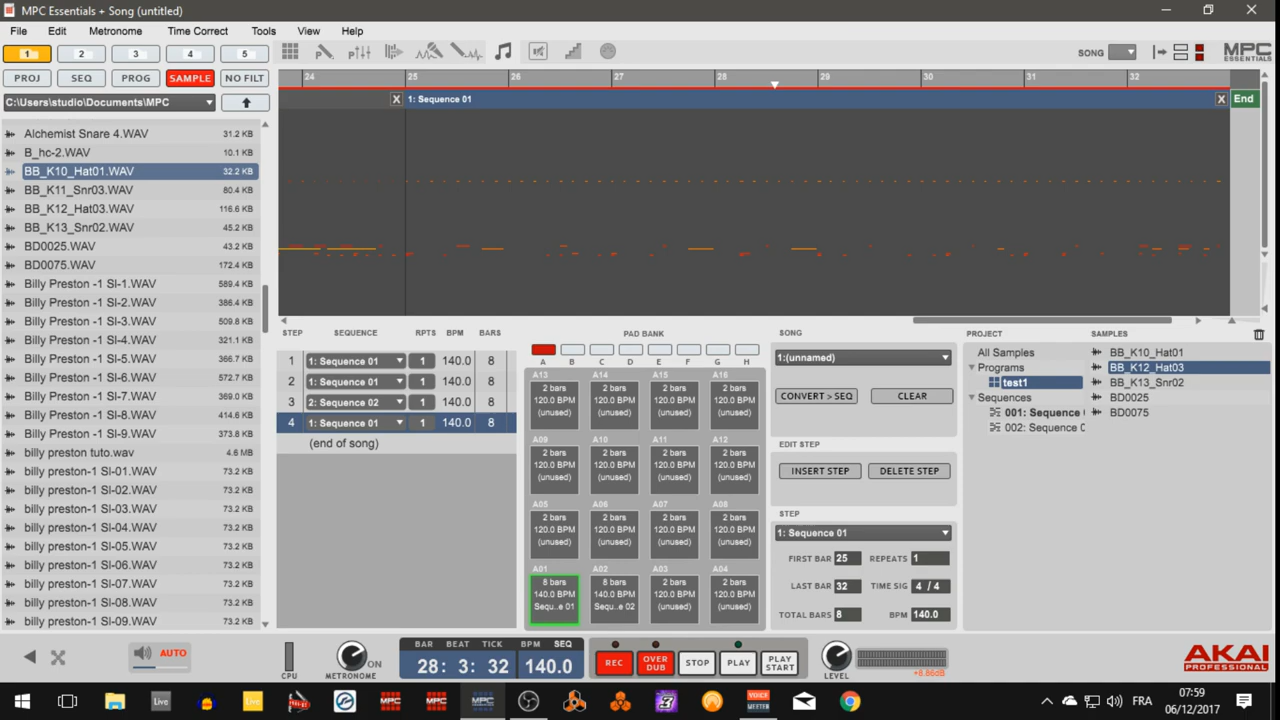 MPC Essentials + Song (untitled)
File Edit Metronome Time Correct Tools View Help
1 2 3 4 5
SONG
MPC
ESSENTIALS
PROJ SEQ PROG SAMPLE NO FILT
24 25 26 27 28 29 30 31 32
C:\Users\studio\Documents\MPC
X 1: Sequence 01 X End
Alchemist Snare 4.WAV 31.2 KB
B_hc-2.WAV 10.1 KB
BB_K10_Hat01.WAV 32.2 KB
BB_K11_Snr03.WAV 80.4 KB
BB_K12_Hat03.WAV 116.6 KB
BB_K13_Snr02.WAV 45.2 KB
BD0025.WAV 43.2 KB
BD0075.WAV 172.4 KB
Billy Preston -1 Sl-1.WAV 589.4 KB
Billy Preston -1 Sl-2.WAV 386.4 KB
Billy Preston -1 Sl-3.WAV 509.8 KB
Billy Preston -1 Sl-4.WAV 321.1 KB
Billy Preston -1 Sl-5.WAV 366.7 KB
Billy Preston -1 Sl-6.WAV 572.7 KB
Billy Preston -1 Sl-7.WAV 369.0 KB
Billy Preston -1 Sl-8.WAV 414.6 KB
Billy Preston -1 Sl-9.WAV 373.8 KB
billy preston tuto.wav 4.6 MB
billy preston-1 Sl-01.WAV 73.2 KB
billy preston-1 Sl-02.WAV 73.2 KB
billy preston-1 Sl-03.WAV 73.2 KB
billy preston-1 Sl-04.WAV 73.2 KB
billy preston-1 Sl-05.WAV 73.2 KB
billy preston-1 Sl-06.WAV 73.2 KB
billy preston-1 Sl-07.WAV 73.2 KB
billy preston-1 Sl-08.WAV 73.2 KB
billy preston-1 Sl-09.WAV 73.2 KB
STEP SEQUENCE RPTS BPM BARS
1 1: Sequence 01 1 140.0 8
2 1: Sequence 01 1 140.0 8
3 2: Sequence 02 1 140.0 8
4 1: Sequence 01 1 140.0 8
(end of song)
PAD BANK
A B C D E F G H
A13 A14 A15 A16
2 bars 2 bars 2 bars 2 bars
120.0 BPM 120.0 BPM 120.0 BPM 120.0 BPM
(unused) (unused) (unused) (unused)
A09 A10 A11 A12
2 bars 2 bars 2 bars 2 bars
120.0 BPM 120.0 BPM 120.0 BPM 120.0 BPM
(unused) (unused) (unused) (unused)
A05 A06 A07 A08
2 bars 2 bars 2 bars 2 bars
120.0 BPM 120.0 BPM 120.0 BPM 120.0 BPM
(unused) (unused) (unused) (unused)
A01 A02 A03 A04
8 bars 8 bars 2 bars 2 bars
140.0 BPM 140.0 BPM 120.0 BPM 120.0 BPM
Sequ..e 01 Sequ..e 02 (unused) (unused)
SONG
1:(unnamed)
CONVERT > SEQ CLEAR
EDIT STEP
INSERT STEP DELETE STEP
STEP
1: Sequence 01
FIRST BAR 25 REPEATS 1
LAST BAR 32 TIME SIG 4 / 4
TOTAL BARS 8 BPM 140.0
PROJECT
All Samples
Programs
test1
Sequences
001: Sequence (
002: Sequence C
SAMPLES
BB_K10_Hat01
BB_K12_Hat03
BB_K13_Snr02
BD0025
BD0075
AUTO
CPU
ON
METRONOME
BAR BEAT TICK BPM SEQ
28: 3: 32 140.0
REC OVER DUB STOP PLAY PLAY START
LEVEL
+8.86dB
AKAI
PROFESSIONAL
Live
Live
VOICE
MEETER
FRA
07:59
06/12/2017